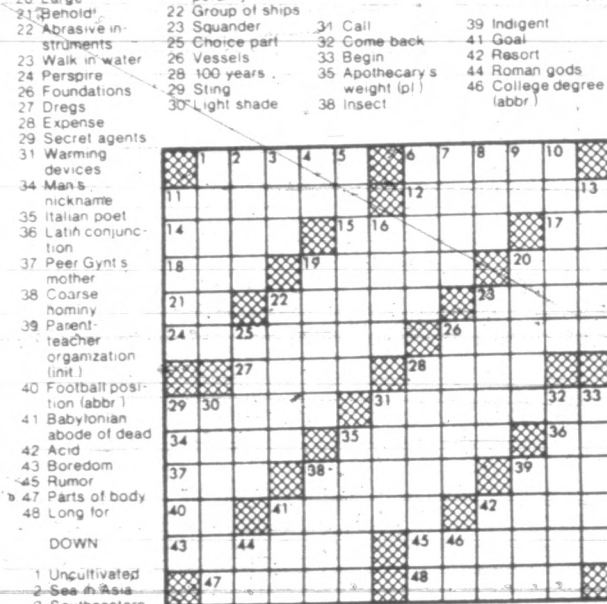 20 Large
21 Behold!
22 Abrasive in-
struments
23 Walk in water
24 Perspire
26 Foundations
27 Dregs
28 Expense
29 Secret agents
31 Warming
devices
34 Man's
nickname
35 Italian poet
36 Latin conjunc-
tion
37 Peer Gynt's
mother
38 Coarse
hominy
39 Parent-
teacher
organization
(init.)
40 Football posi-
tion (abbr.)
41 Babylonian
abode of dead
42 Acid
43 Boredom
45 Rumor
47 Parts of body
48 Long for
DOWN
1 Uncultivated
2 Sea in Asia
3 Southeastern
22 Group of ships
23 Squander
25 Choice part
26 Vessels
28 100 years
29 Sting
30 Light shade
31 Call
32 Come back
33 Begin
35 Apothecary's
weight (pl.)
38 Insect
39 Indigent
41 Goal
42 Resort
44 Roman gods
46 College degree
(abbr.)
1 2 3 4 5 6 7 8 9 10
11 12 13
14 15 16 17
18 19 20
21 22 23
24 25 26
27 28
29 30 31 32 33
34 35 36
37 38 39
40 41 42
43 44 45 46
47 48